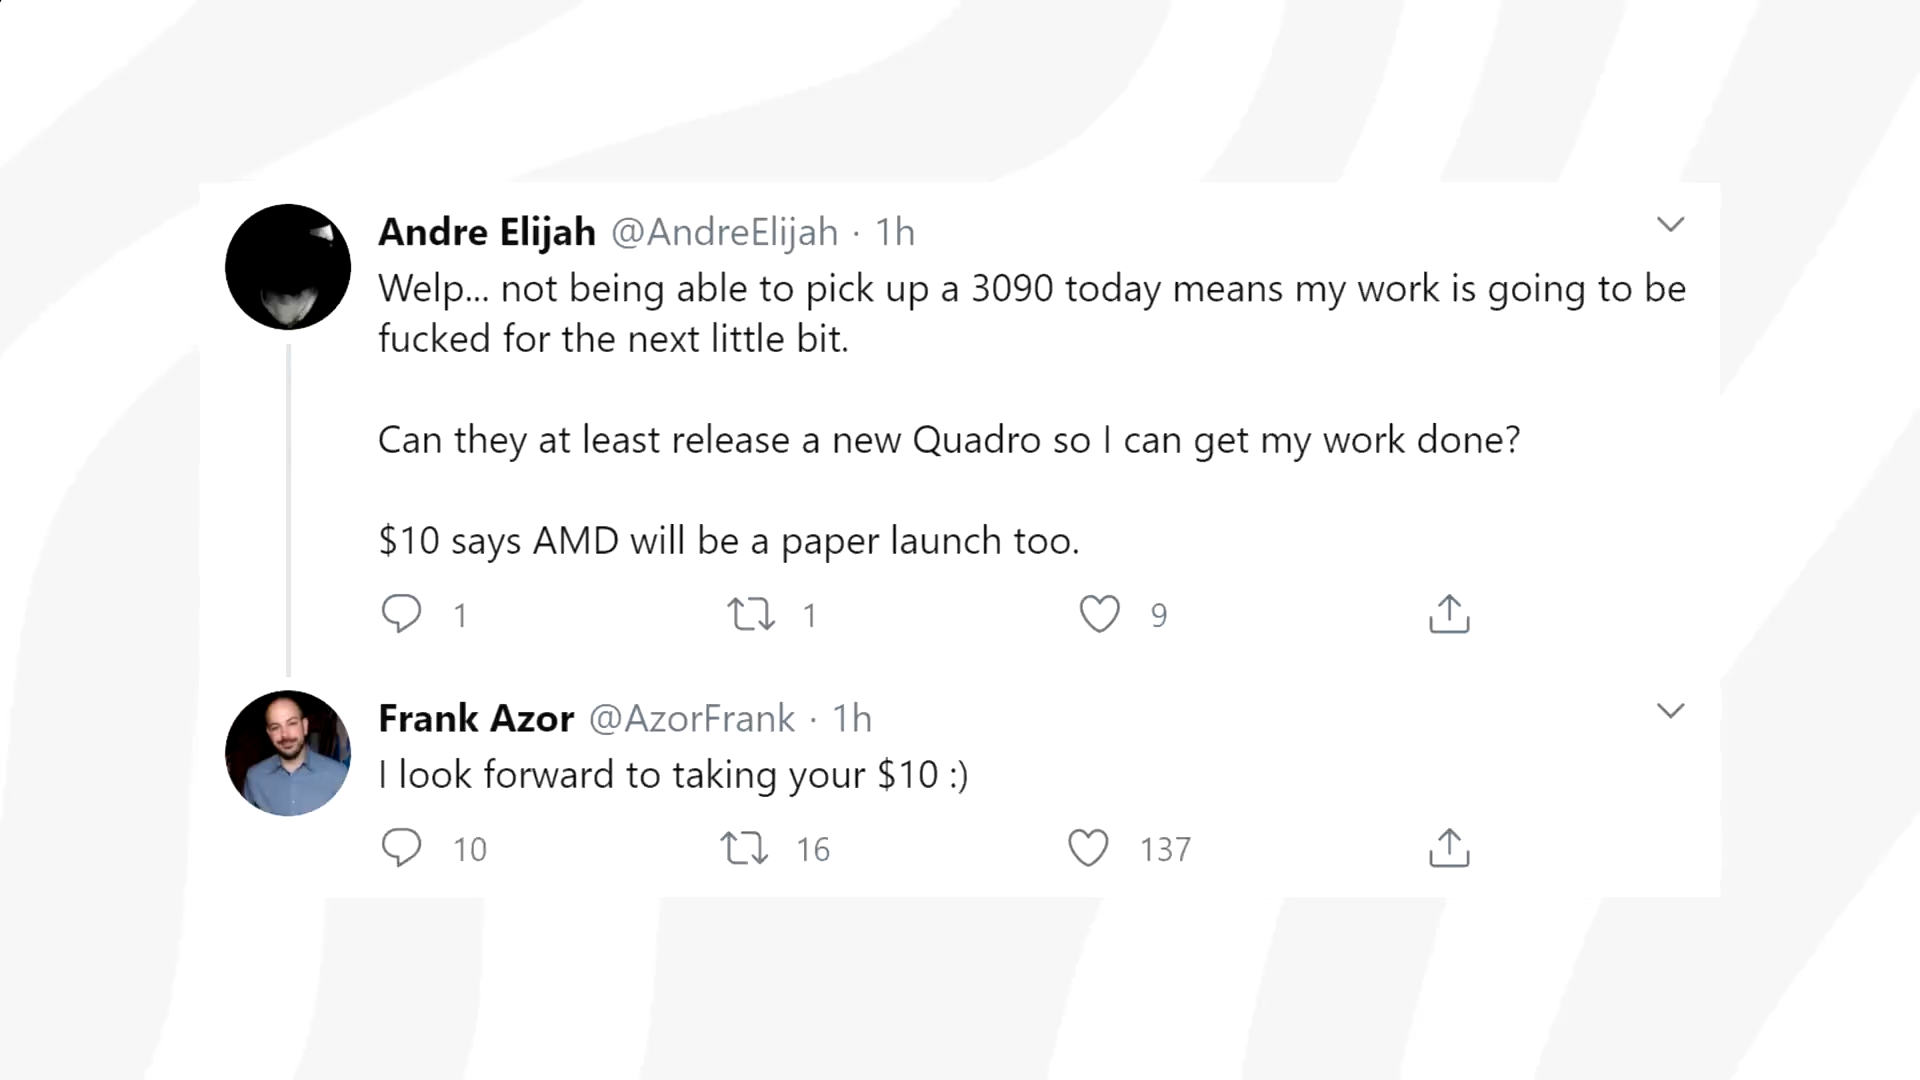 Andre Elijah @AndreElijah · 1h
Welp... not being able to pick up a 3090 today means my work is going to be
fucked for the next little bit.
Can they at least release a new Quadro so I can get my work done?
$10 says AMD will be a paper launch too.
1 1 9
Frank Azor @AzorFrank · 1h
I look forward to taking your $10 :)
10 16 137